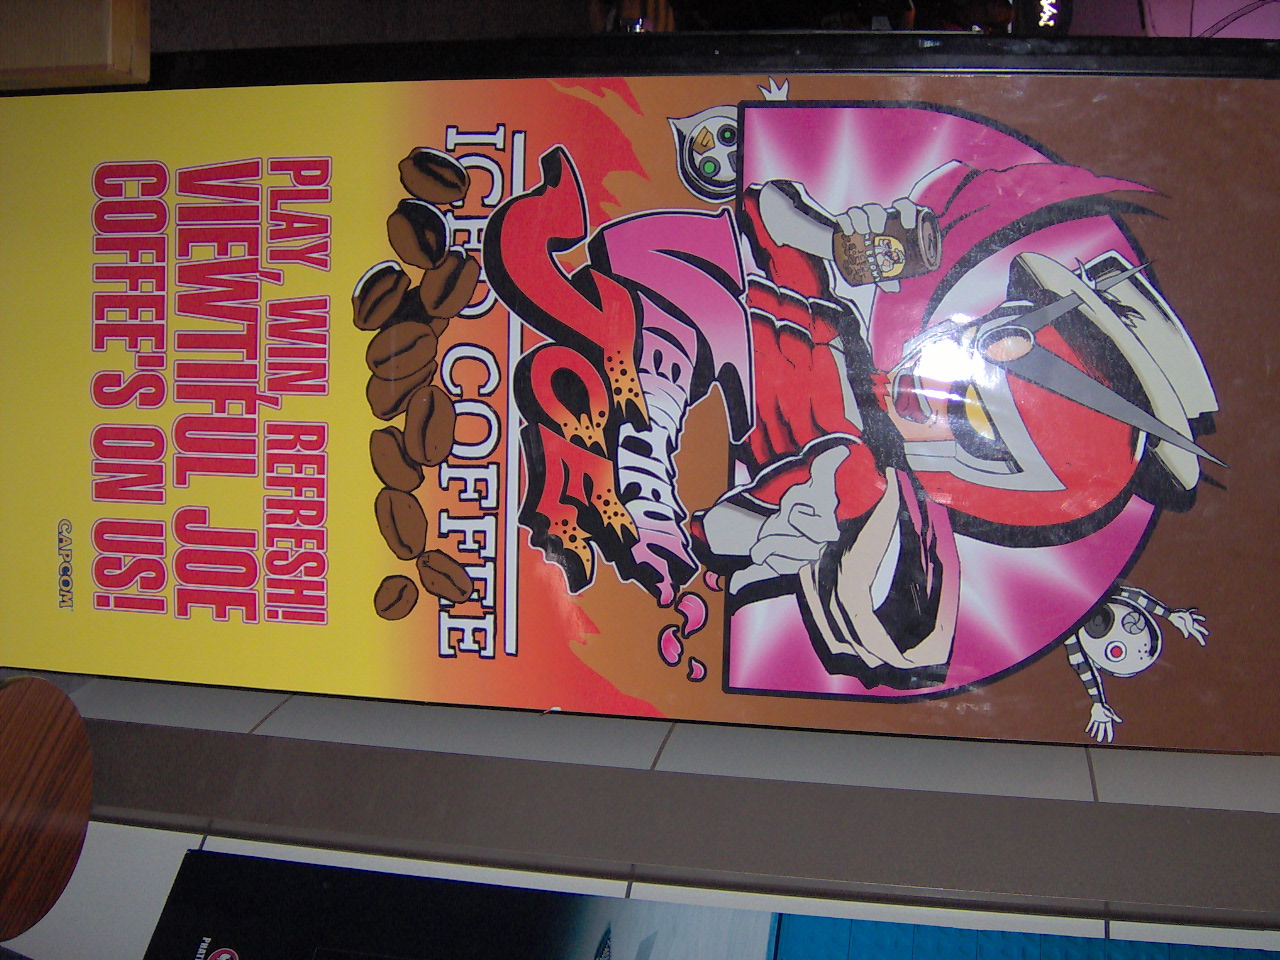 Viewtiful
JOE
ICED COFFEE
PLAY, WIN, REFRESH!!
VIEWTIFUL JOE
COFFEE'S ON US!
©CAPCOM